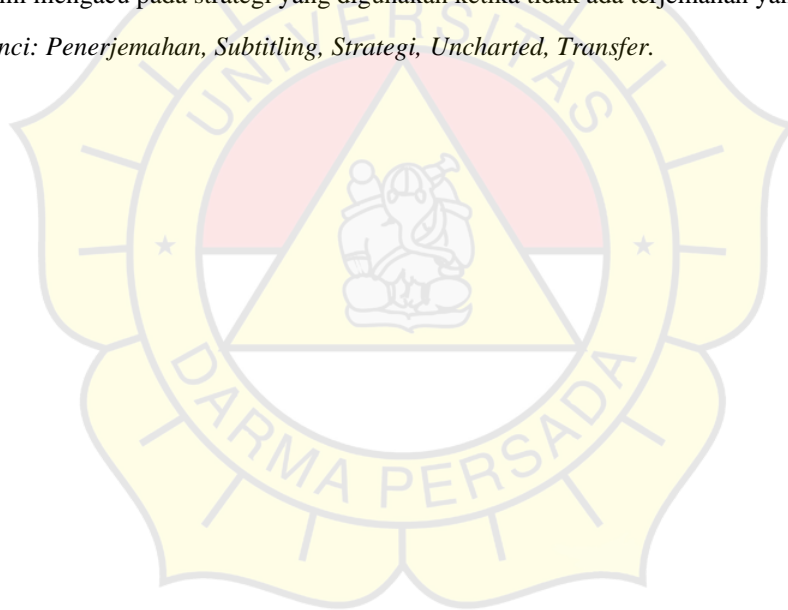 ini mengacu pada strategi yang digunakan ketika tidak ada terjemahan
nci: Penerjemahan, Subtitling, Strategi, Uncharted, Transfer.
UNIVERSITAS
DARMA PERSADA